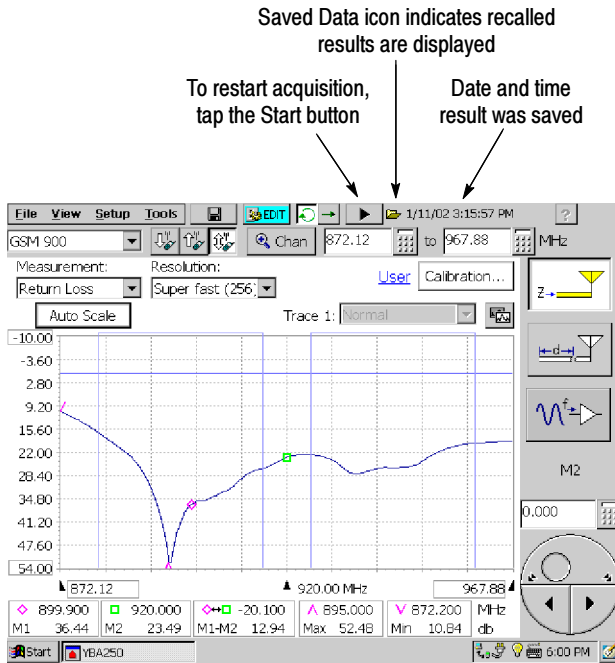 Saved Data icon indicates recalled
results are displayed
To restart acquisition,
tap the Start button
Date and time
result was saved
File View Setup Tools EDIT 1/11/02 3:15:57 PM ?
GSM 900 Chan 872.12 to 967.88 MHz
Measurement: Resolution:
Return Loss Super fast (256) User Calibration...
Auto Scale Trace 1: Normal
Z
-10.00
-3.60
d
2.80
9.20
f
15.60
22.00
M2
28.40
34.80
0.000
41.20
47.60
54.00
872.12 920.00 MHz 967.88
899.900 920.000 -20.100 895.000 872.200 MHz
M1 36.44 M2 23.49 M1-M2 12.94 Max 52.48 Min 10.84 db
Start YBA250 6:00 PM